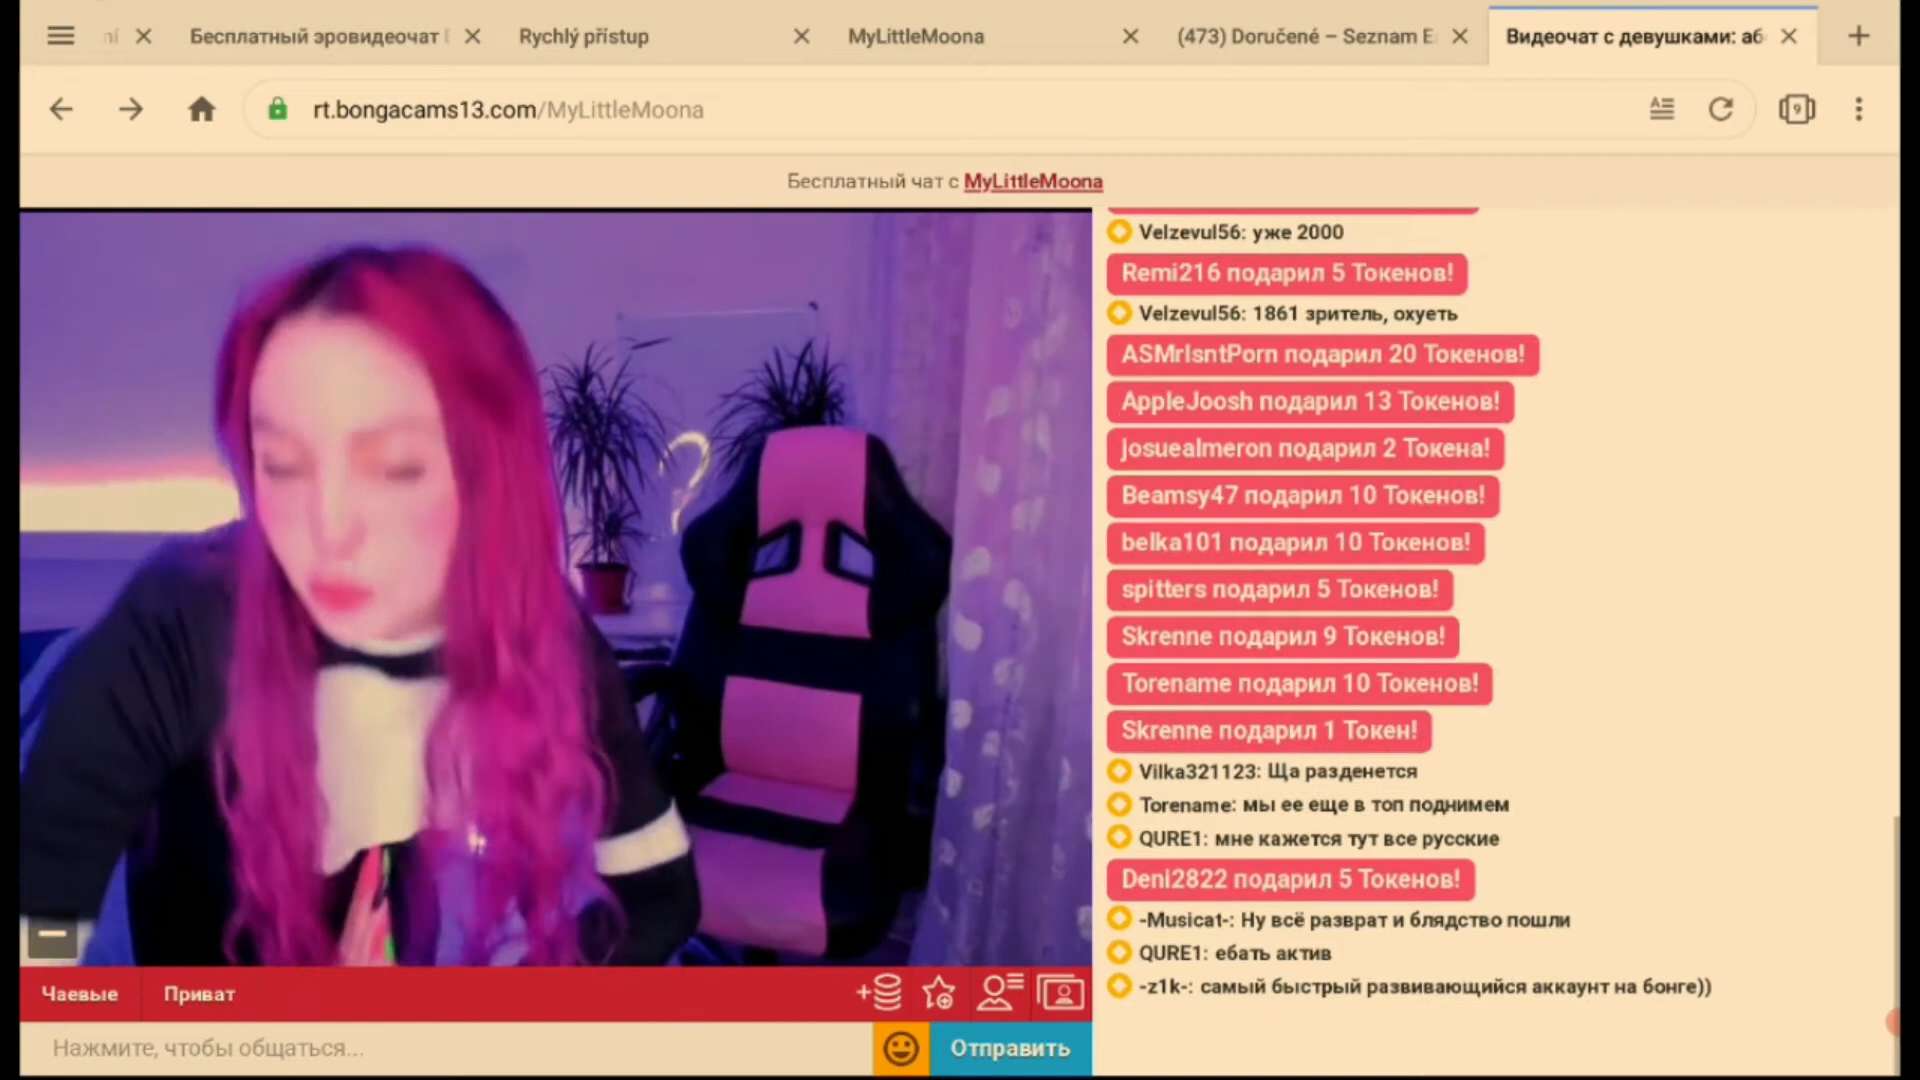 ní
Бесплатный эровидеочат
Rychlý přístup
MyLittleMoona
(473) Doručené – Seznam E
Видеочат с девушками: аб
rt.bongacams13.com/MyLittleMoona
9
Бесплатный чат с MyLittleMoona
Velzevul56: уже 2000
Remi216 подарил 5 Токенов!
Velzevul56: 1861 зритель, охуеть
ASMrIsntPorn подарил 20 Токенов!
AppleJoosh подарил 13 Токенов!
Josuealmeron подарил 2 Токена!
Beamsy47 подарил 10 Токенов!
belka101 подарил 10 Токенов!
spitters подарил 5 Токенов!
Skrenne подарил 9 Токенов!
Torename подарил 10 Токенов!
Skrenne подарил 1 Токен!
Vilka321123: Ща разденется
Torename: мы ее еще в топ поднимем
QURE1: мне кажется тут все русские
Deni2822 подарил 5 Токенов!
-Musicat-: Ну всё разврат и блядство пошли
QURE1: ебать актив
-z1k-: самый быстрый развивающийся аккаунт на бонге))
Чаевые
Приват
Нажмите, чтобы общаться...
Отправить